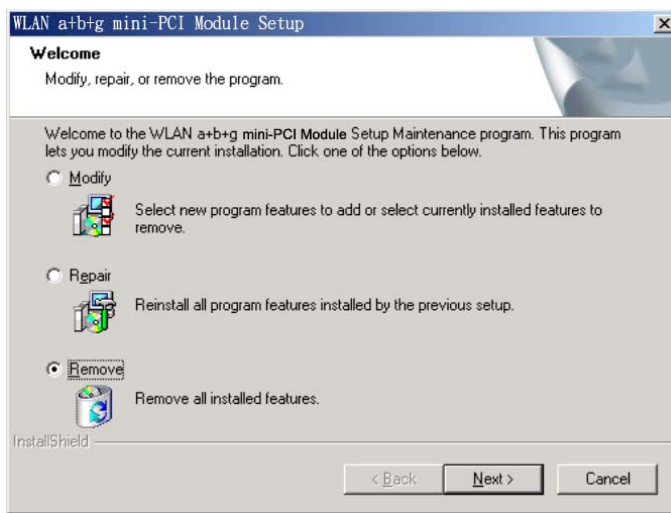 WLAN a+b+g mini-PCI Module Setup
Welcome
Modify, repair, or remove the program.
Welcome to the WLAN a+b+g mini-PCI Module Setup Maintenance program. This program
lets you modify the current installation. Click one of the options below.
Modify
Select new program features to add or select currently installed features to
remove.
Repair
Reinstall all program features installed by the previous setup.
Remove
Remove all installed features.
InstallShield
< Back
Next >
Cancel